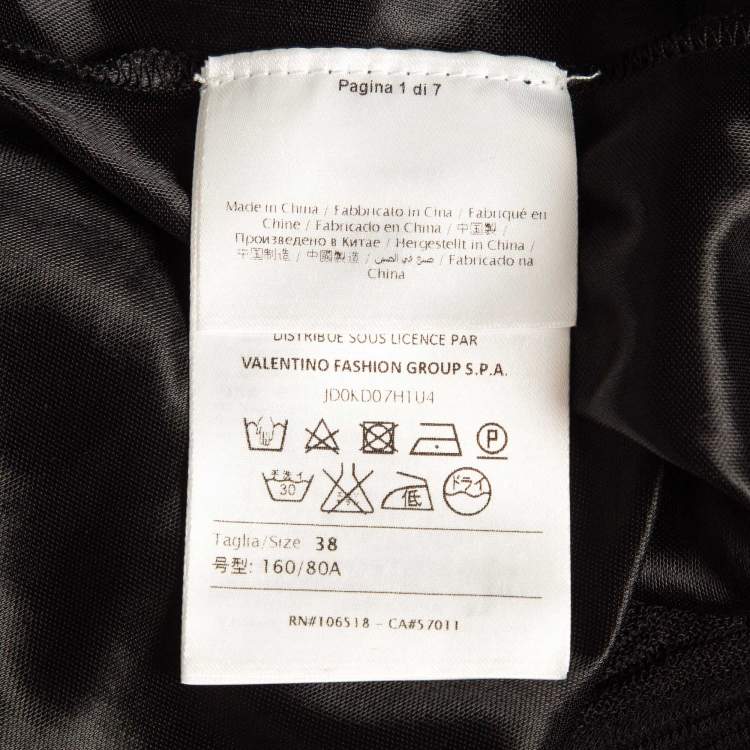 Pagina 1 di 7
Made in China / Fabbricato in Cina / Fabriqué en
Chine / Fabricado en China / 中国製 /
Произведено в Китае / Hergestellt in China /
中国制造 / 中國製造 / صنع في الصين / Fabricado na
China
DISTRIBUE SOUS LICENCE PAR
VALENTINO FASHION GROUP S.P.A.
JD0KD07H1U4
P
手洗イ
30
低
ドライ
Taglia/Size 38
号型: 160/80A
RN#106518 - CA#57011